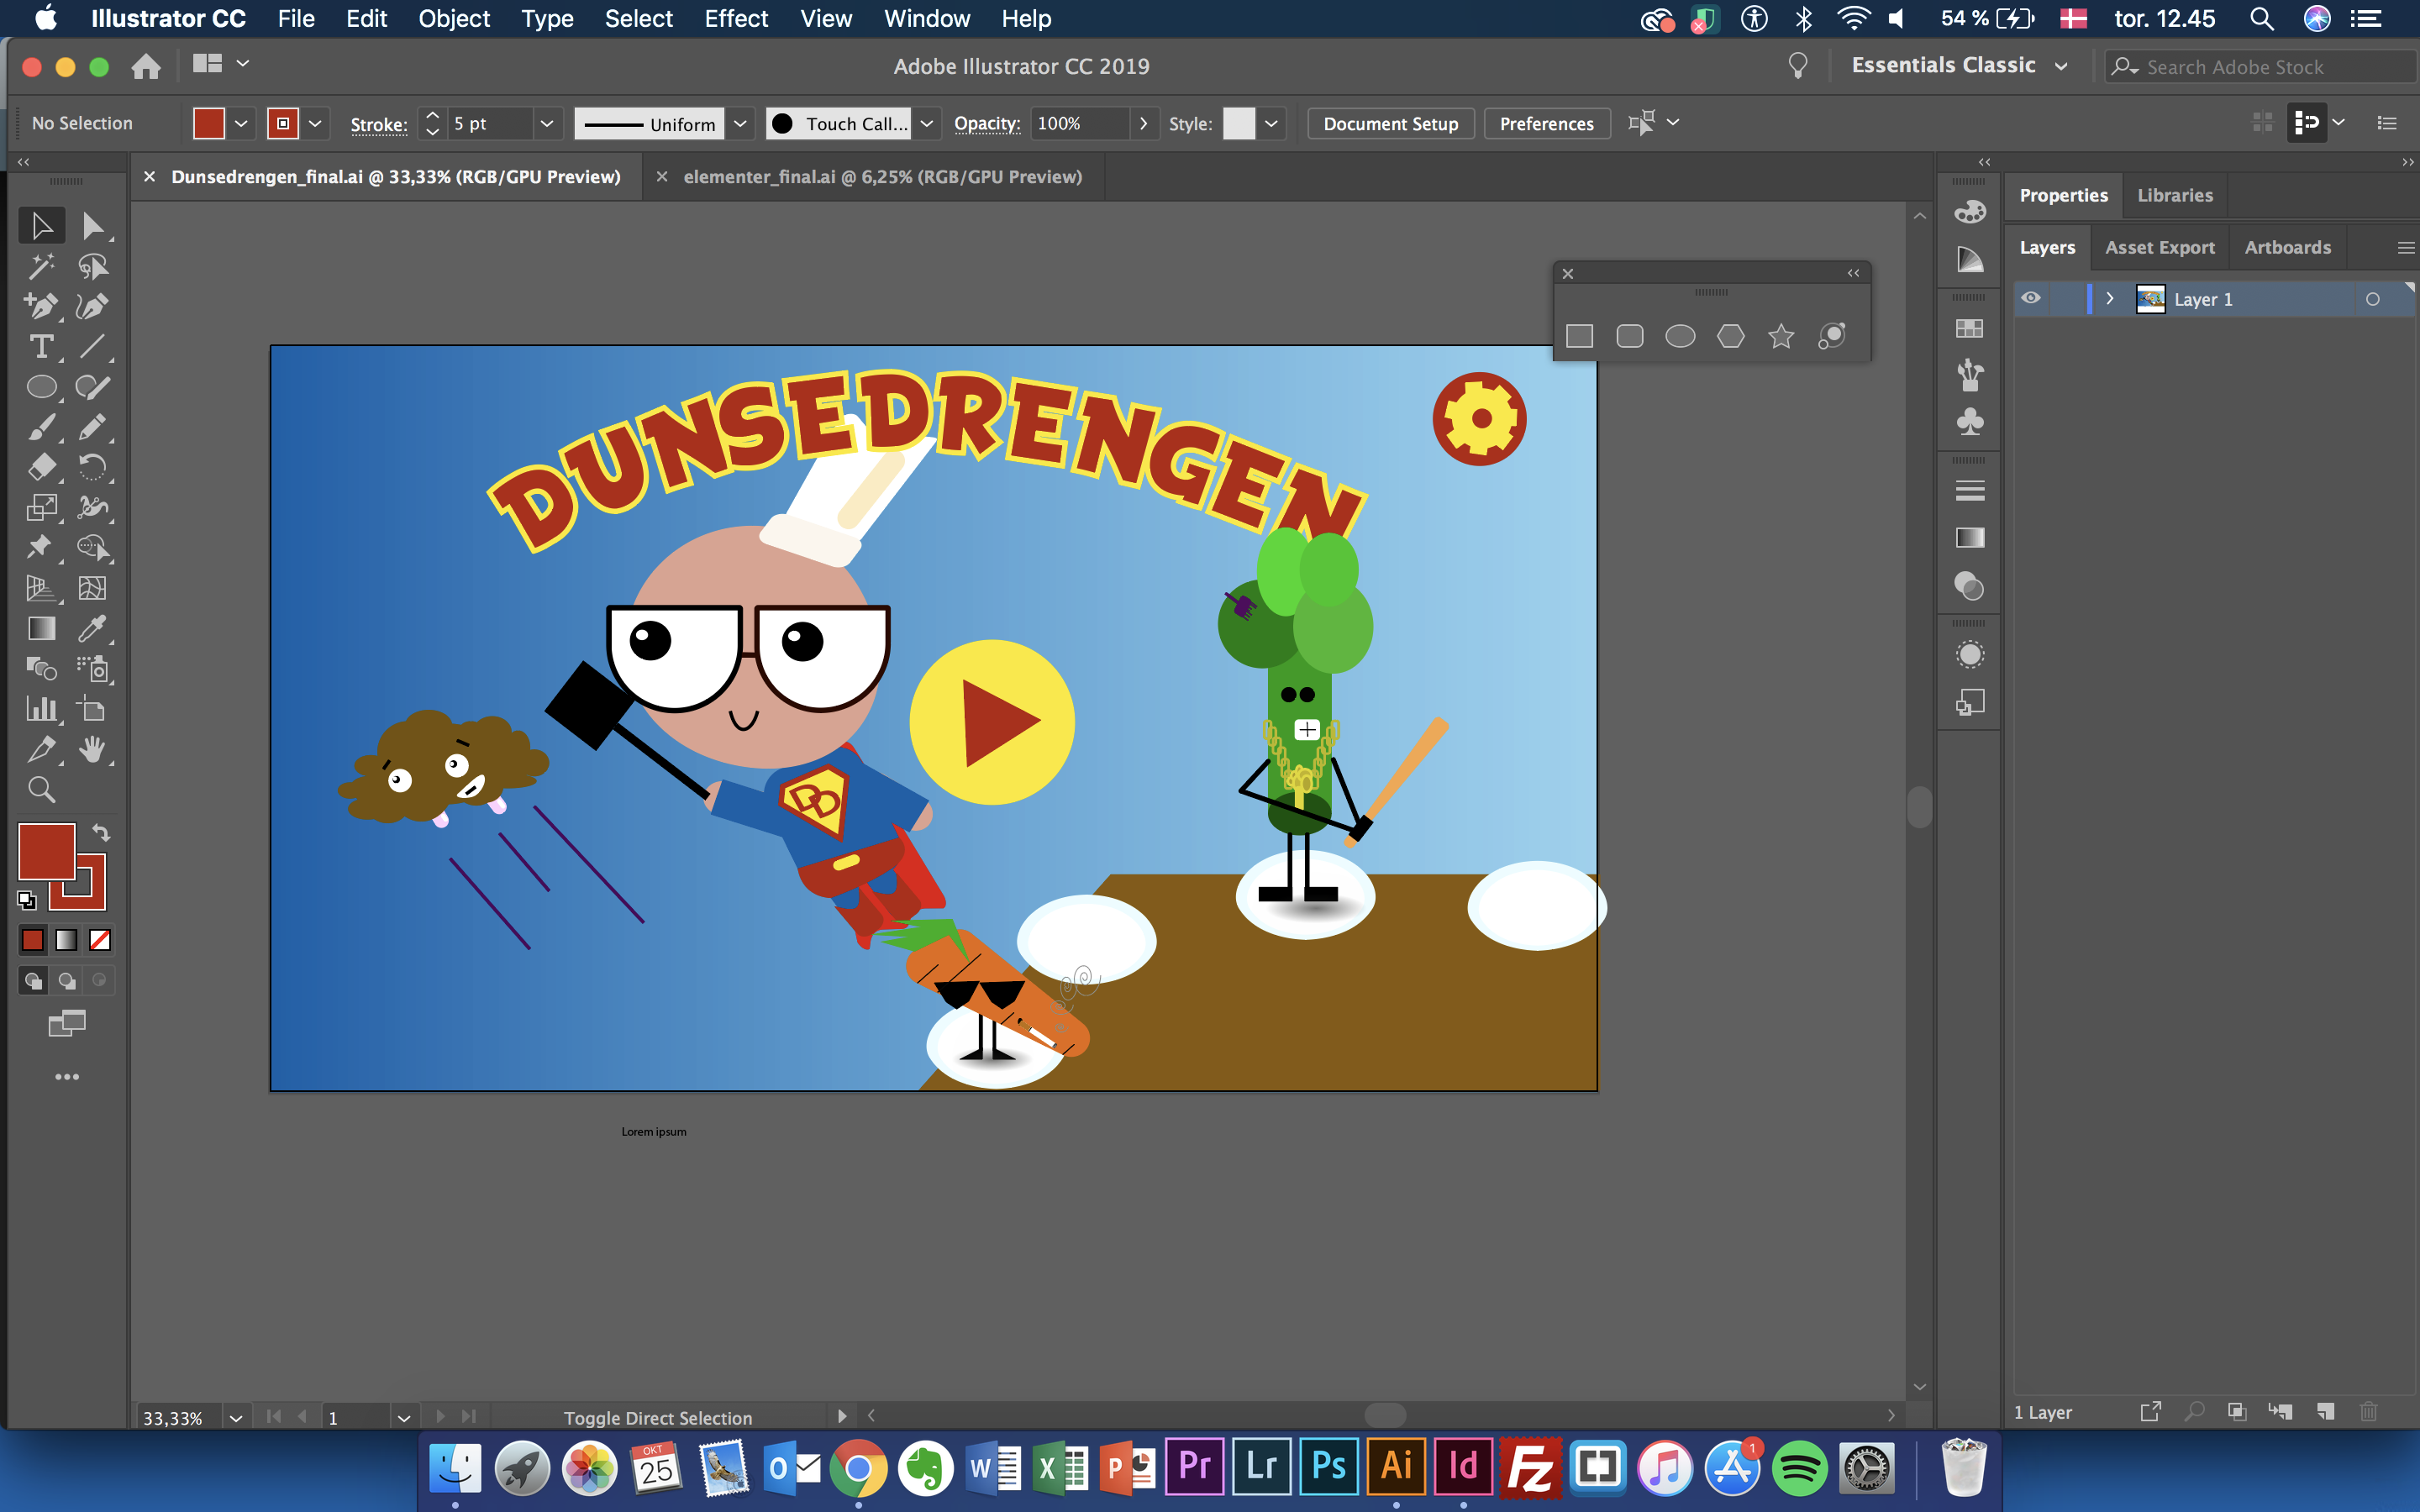 Illustrator CC File Edit Object Type Select Effect View Window Help 54 % tor. 12.45
Adobe Illustrator CC 2019 Essentials Classic Search Adobe Stock
No Selection Stroke: 5 pt Uniform Touch Call... Opacity: 100% Style: Document Setup Preferences
Dunsedrengen_final.ai @ 33,33% (RGB/GPU Preview) elementer_final.ai @ 6,25% (RGB/GPU Preview)
Properties Libraries
Layers Asset Export Artboards
Layer 1
DUNSEDRENGEN
DD
Lorem ipsum
33,33% 1 Toggle Direct Selection
1 Layer
OKT
25
O W X P Pr Lr Ps Ai Id Fz 1